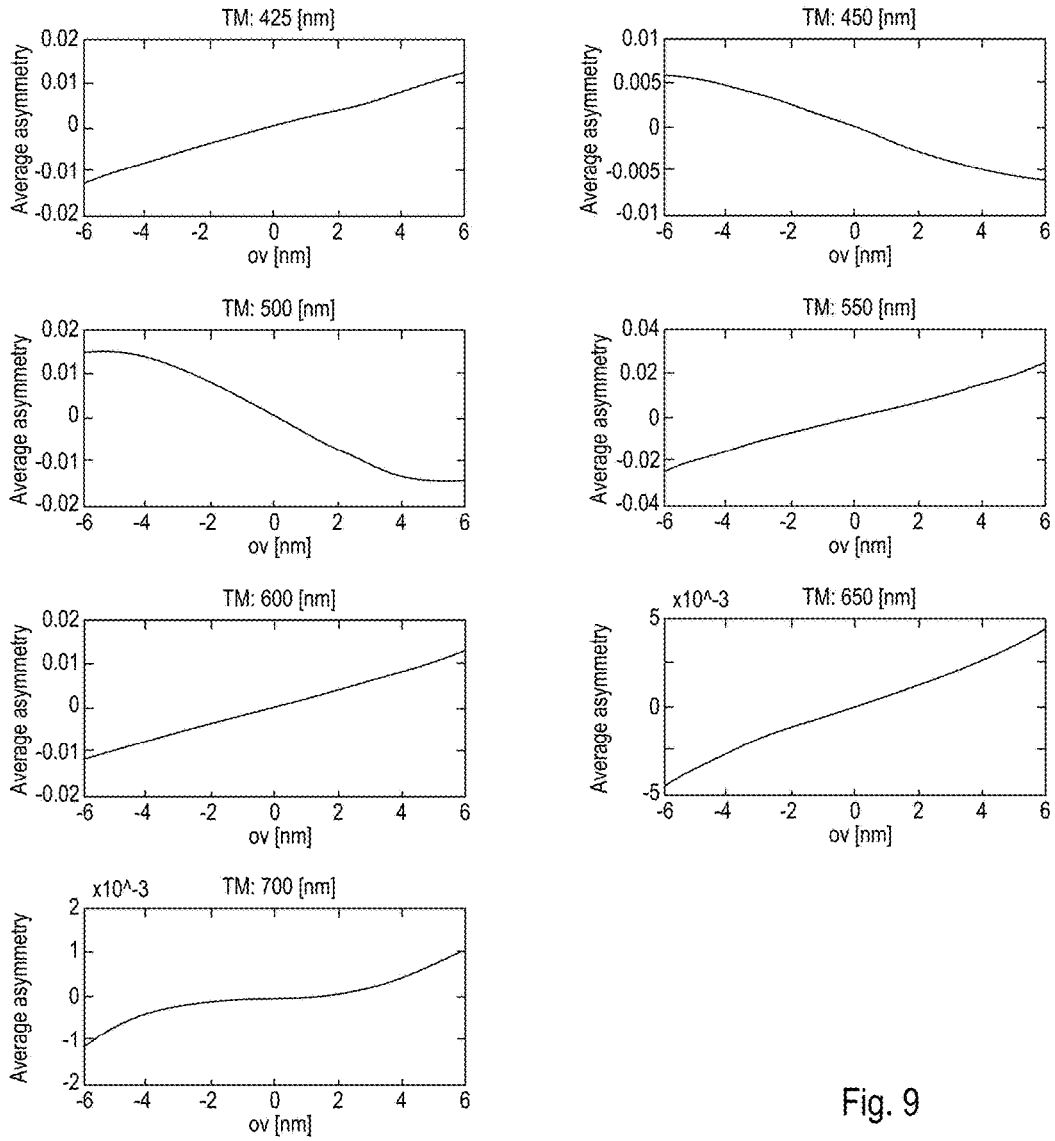 TM: 425 [nm]
Average asymmetry
0.02
0.01
0
-0.01
-0.02
-6 -4 -2 0 2 4 6
ov [nm]
TM: 450 [nm]
Average asymmetry
0.01
0.005
0
-0.005
-0.01
-6 -4 -2 0 2 4 6
ov [nm]
TM: 500 [nm]
Average asymmetry
0.02
0.01
0
-0.01
-0.02
-6 -4 -2 0 2 4 6
ov [nm]
TM: 550 [nm]
Average asymmetry
0.04
0.02
0
-0.02
-0.04
-6 -4 -2 0 2 4 6
ov [nm]
TM: 600 [nm]
Average asymmetry
0.02
0.01
0
-0.01
-0.02
-6 -4 -2 0 2 4 6
ov [nm]
x10^-3 TM: 650 [nm]
Average asymmetry
5
0
-5
-6 -4 -2 0 2 4 6
ov [nm]
x10^-3 TM: 700 [nm]
Average asymmetry
2
1
0
-1
-2
-6 -4 -2 0 2 4 6
ov [nm]
Fig. 9